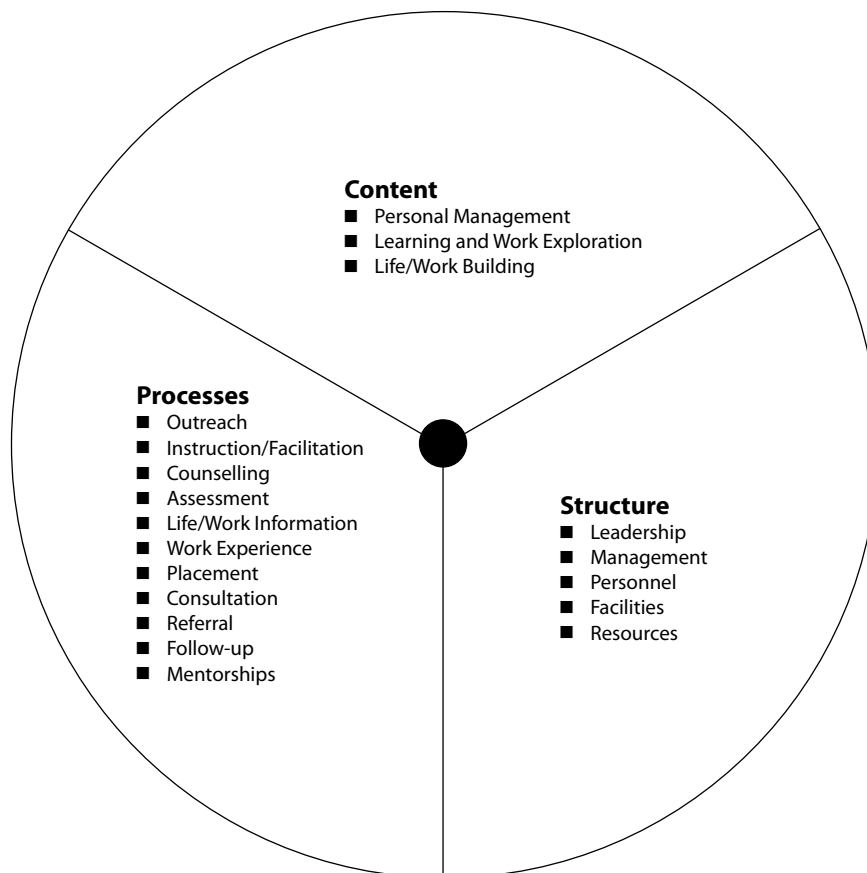 Content
■ Personal Management
■ Learning and Work Exploration
■ Life/Work Building
Processes
■ Outreach
■ Instruction/Facilitation
■ Counselling
■ Assessment
■ Life/Work Information
■ Work Experience
■ Placement
■ Consultation
■ Referral
■ Follow-up
■ Mentorships
Structure
■ Leadership
■ Management
■ Personnel
■ Facilities
■ Resources